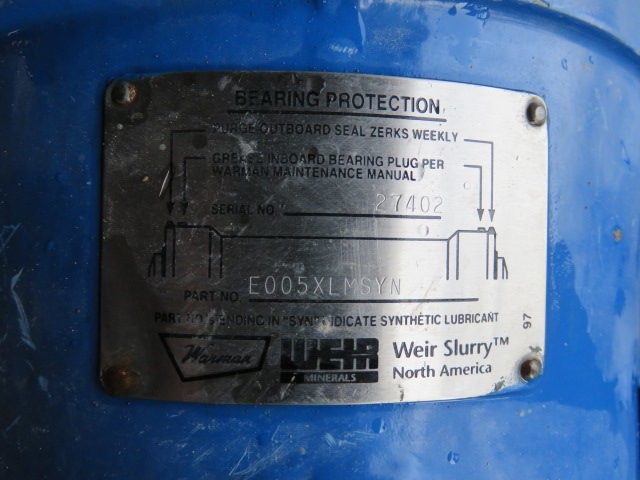 BEARING PROTECTION
PURGE OUTBOARD SEAL ZERKS WEEKLY
GREASE INBOARD BEARING PLUG PER
WARMAN MAINTENANCE MANUAL
SERIAL NO 27402
PART NO. E005XLMSYN
PART NO'S ENDING IN "SYN" INDICATE SYNTHETIC LUBRICANT
97
Warman WEIR MINERALS Weir Slurry™
North America